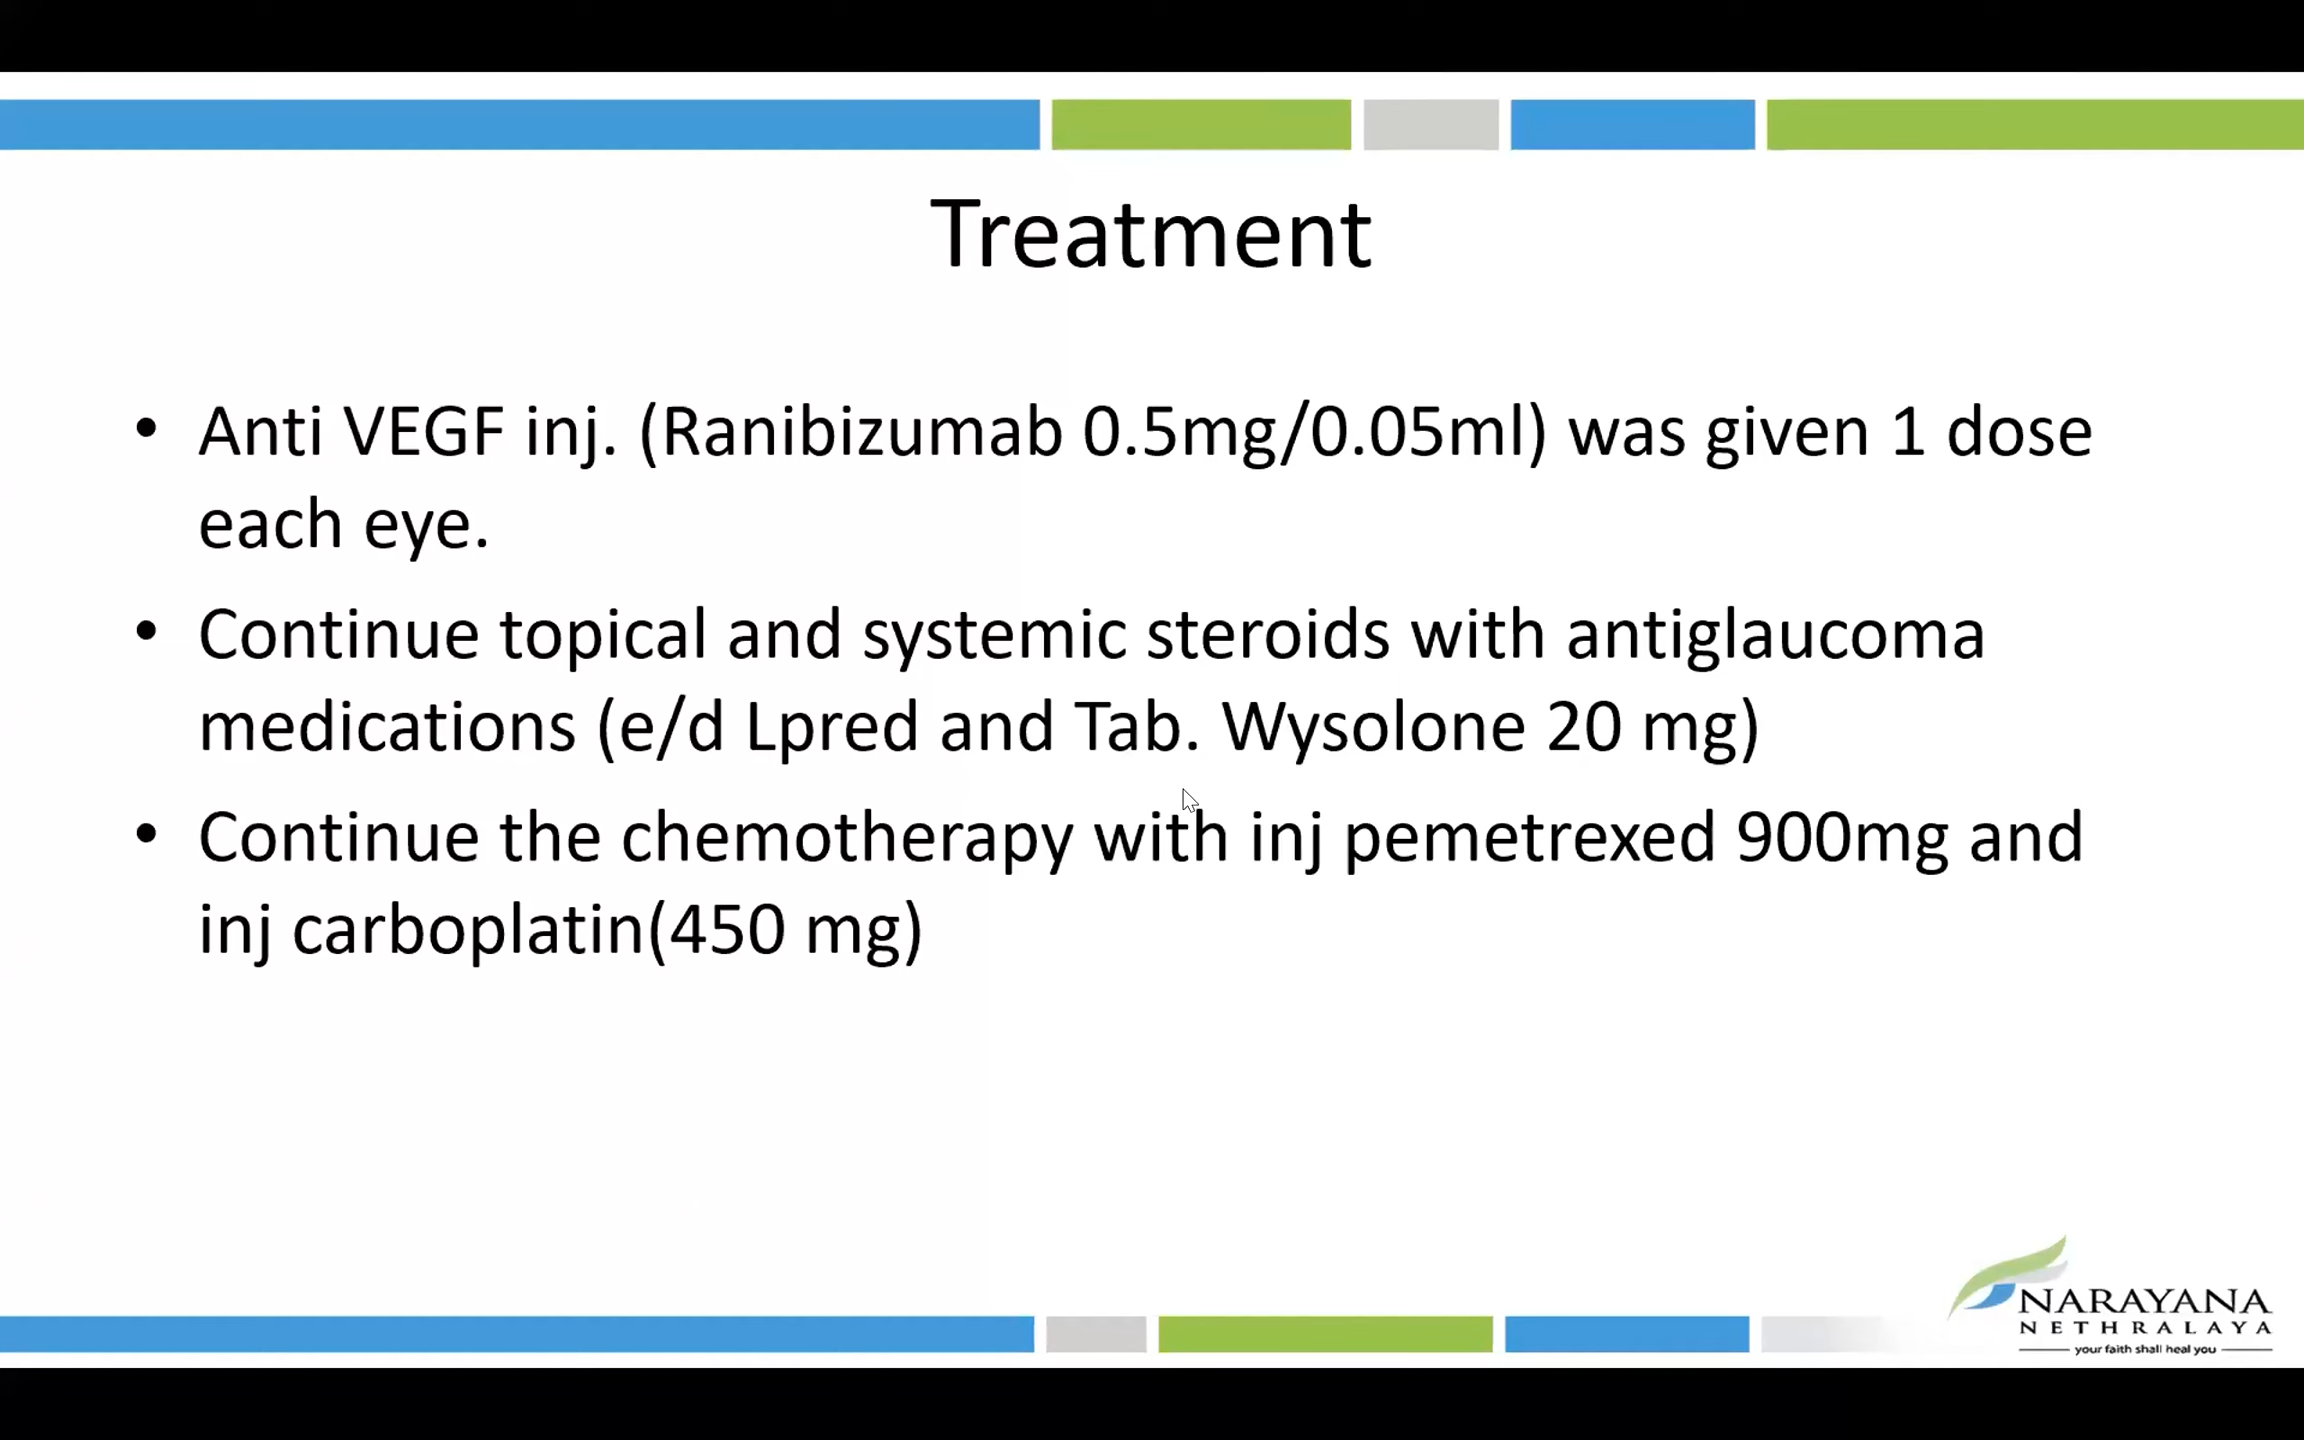 Treatment
• Anti VEGF inj. (Ranibizumab 0.5mg/0.05ml) was given 1 dose
each eye.
• Continue topical and systemic steroids with antiglaucoma
medications (e/d Lpred and Tab. Wysolone 20 mg)
• Continue the chemotherapy with inj pemetrexed 900mg and
inj carboplatin(450 mg)
NARAYANA
NETHRALAYA
your faith shall heal you